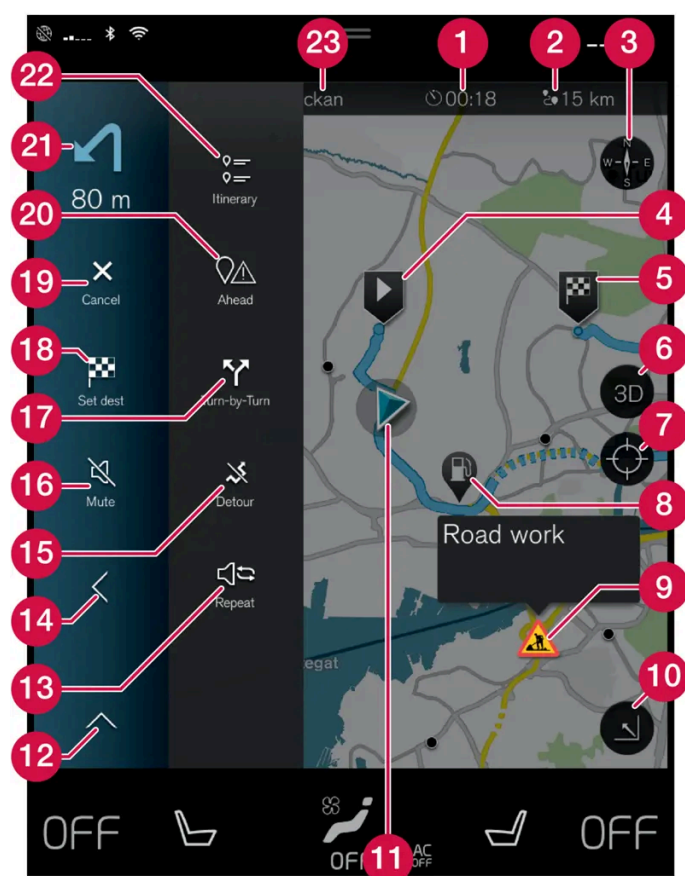 23 1 2 3
ckan 00:18 15 km
22
N
W E
S
21
80 m
Itinerary
20
4
19
Cancel
Ahead
5
18
Set dest
6
3D
17
Turn-by-Turn
7
16
Mute
Detour
8
15
Road work
14
Repeat
9
13
egat
10
12
OFF
OFF
11
AC
OFF
OFF